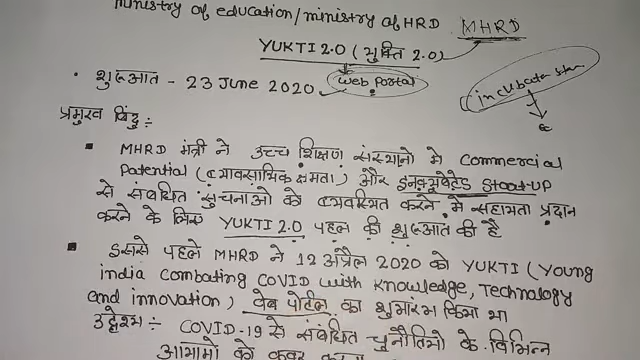 ministry of education/ministry of HRD MHRD
YUKTI 2.0 (युक्ति 2.0)
• शुरूआत - 23 June 2020 web portal
incubated
प्रमुख बिंदु :-
▪ MHRD मंत्री ने उच्च शिक्षण संस्थानो मे commercial
Potential (व्यावसायिक क्षमता) और इनक्यूबेटेड Start-UP
से संबंधित सुचनाओ को व्यवस्थित करने मे सहायता प्रदान
करने के लिए YUKTI 2.0 पहल की शुरूआत की है
▪ इससे पहले MHRD ने 12 अप्रैल 2020 को YUKTI (Young
india Combating COVID with Knowledge, Technology
and innovation) वेब पोर्टल का शुभारंभ किया था
उद्देश्य :- COVID-19 से संबंधित चुनौतियो के विभिन्न
आयामो को कवर करना